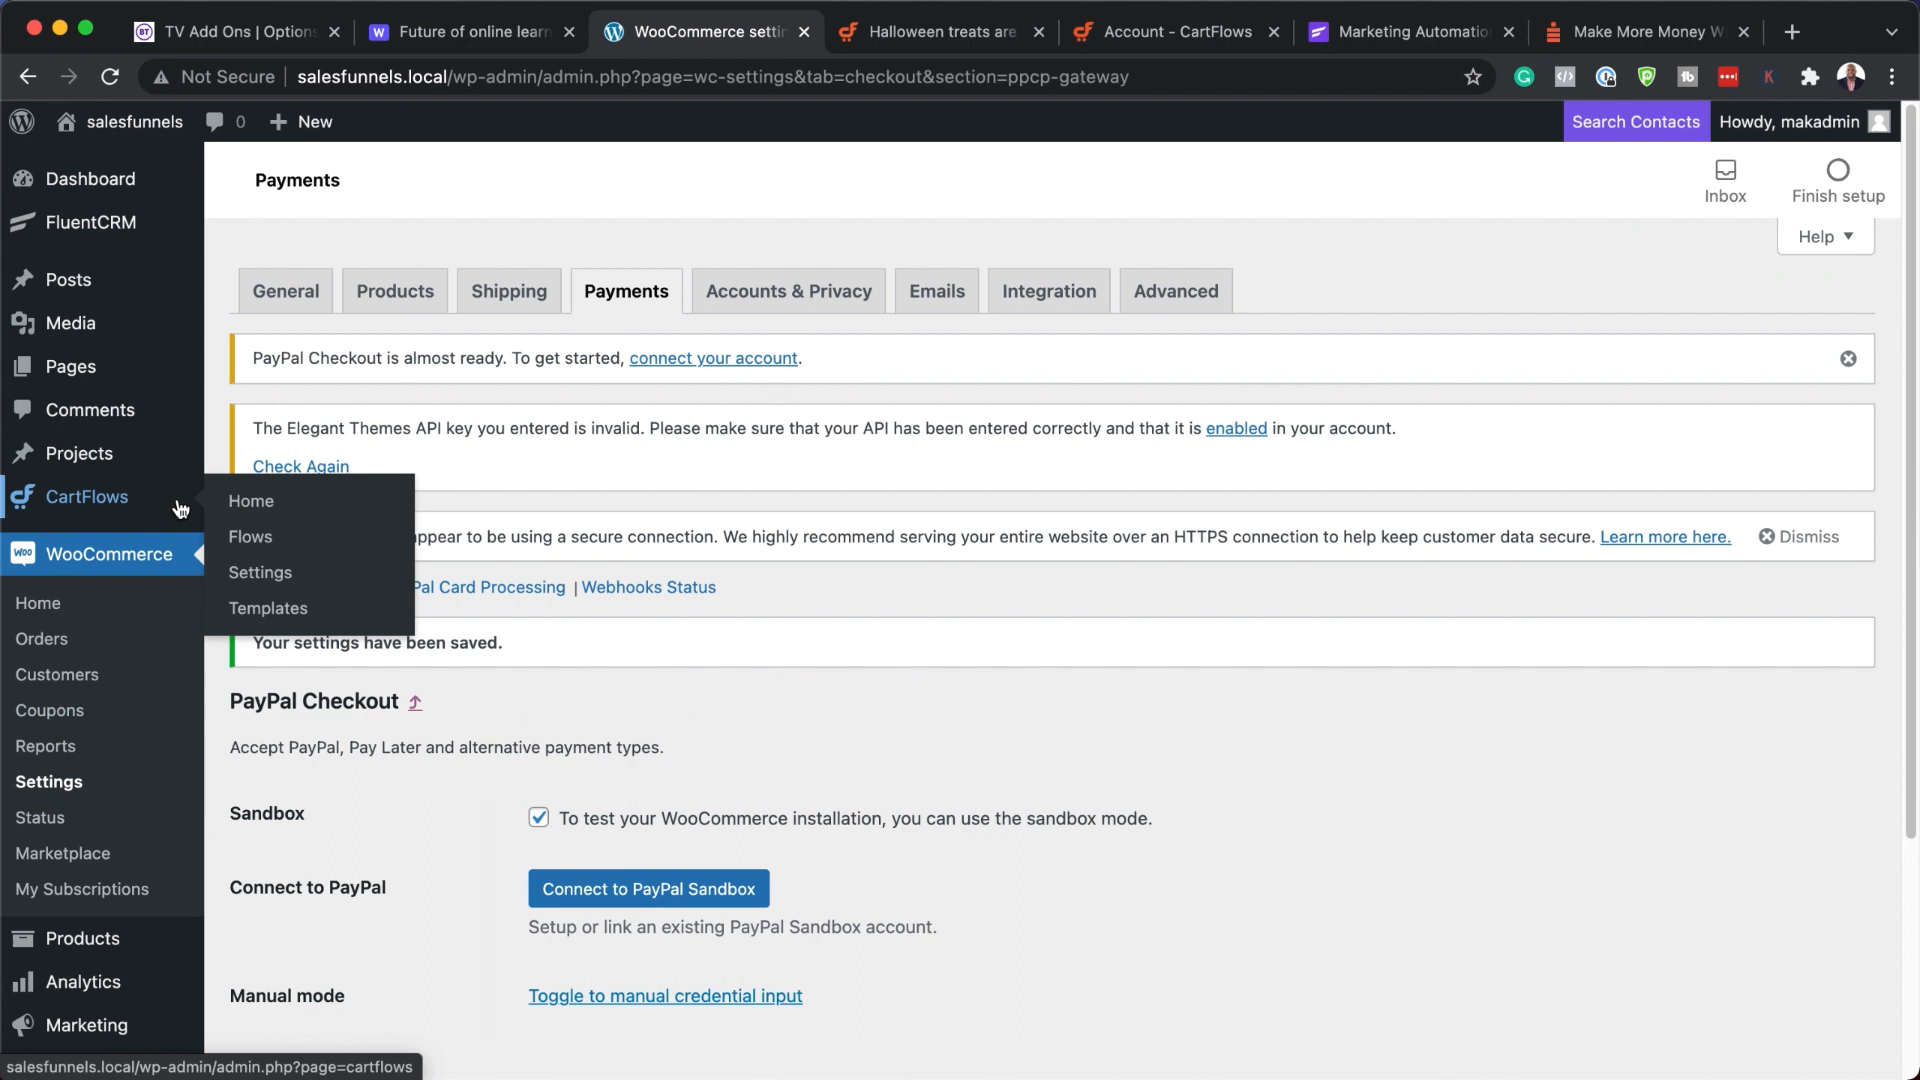 TV Add Ons | Option
Future of online learn
WooCommerce settin
Halloween treats are
Account - CartFlows
Marketing Automatio
Make More Money W
Not Secure salesfunnels.local/wp-admin/admin.php?page=wc-settings&tab=checkout&section=ppcp-gateway
salesfunnels 0 New
Search Contacts
Howdy, makadmin
Dashboard
FluentCRM
Posts
Media
Pages
Comments
Projects
CartFlows
WooCommerce
Home
Orders
Customers
Coupons
Reports
Settings
Status
Marketplace
My Subscriptions
Products
Analytics
Marketing
Home
Flows
Settings
Templates
Payments
Inbox
Finish setup
Help
General Products Shipping Payments Accounts & Privacy Emails Integration Advanced
PayPal Checkout is almost ready. To get started, connect your account.
The Elegant Themes API key you entered is invalid. Please make sure that your API has been entered correctly and that it is enabled in your account.
Check Again
ppear to be using a secure connection. We highly recommend serving your entire website over an HTTPS connection to help keep customer data secure. Learn more here. Dismiss
Pal Card Processing | Webhooks Status
Your settings have been saved.
PayPal Checkout
Accept PayPal, Pay Later and alternative payment types.
Sandbox
To test your WooCommerce installation, you can use the sandbox mode.
Connect to PayPal
Connect to PayPal Sandbox
Setup or link an existing PayPal Sandbox account.
Manual mode
Toggle to manual credential input
salesfunnels.local/wp-admin/admin.php?page=cartflows